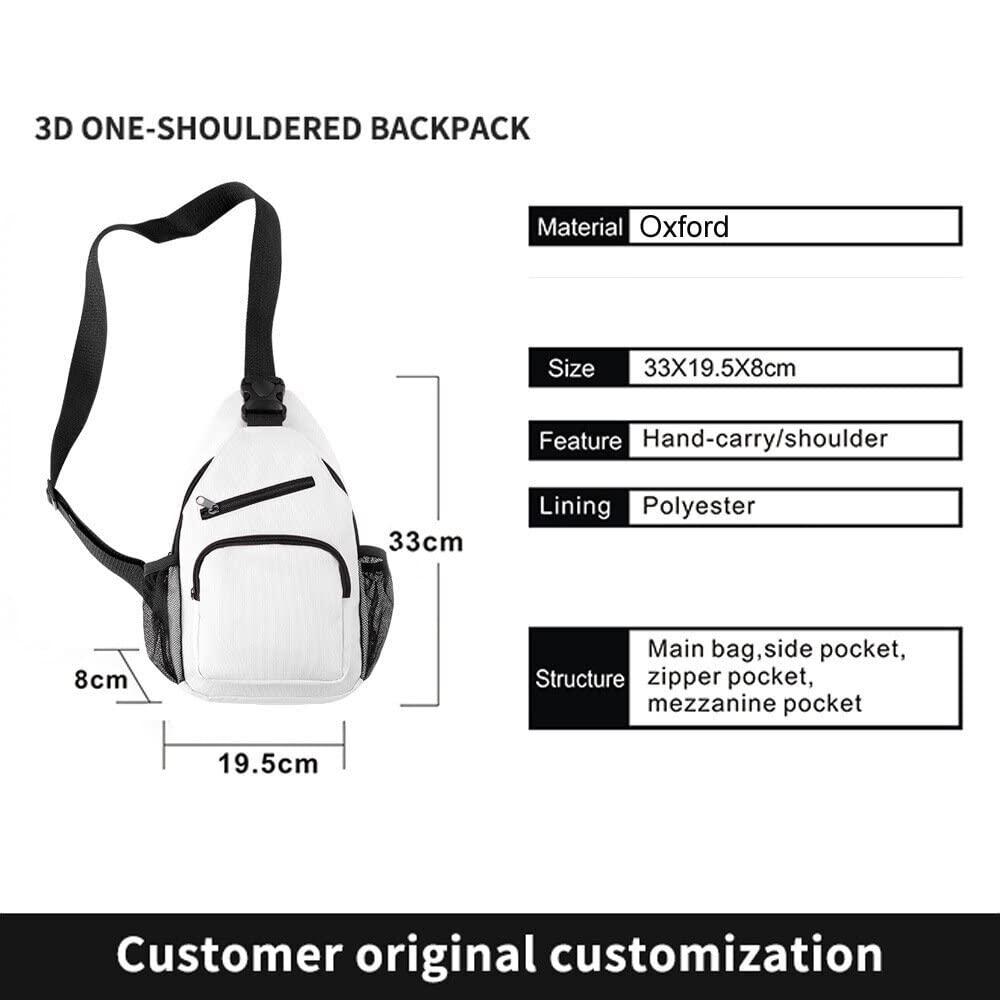 3D ONE-SHOULDERED BACKPACK
Material Oxford
Size 33X19.5X8cm
Feature Hand-carry/shoulder
Lining Polyester
33cm
8cm
19.5cm
Structure Main bag,side pocket,
zipper pocket,
mezzanine pocket
Customer original customization